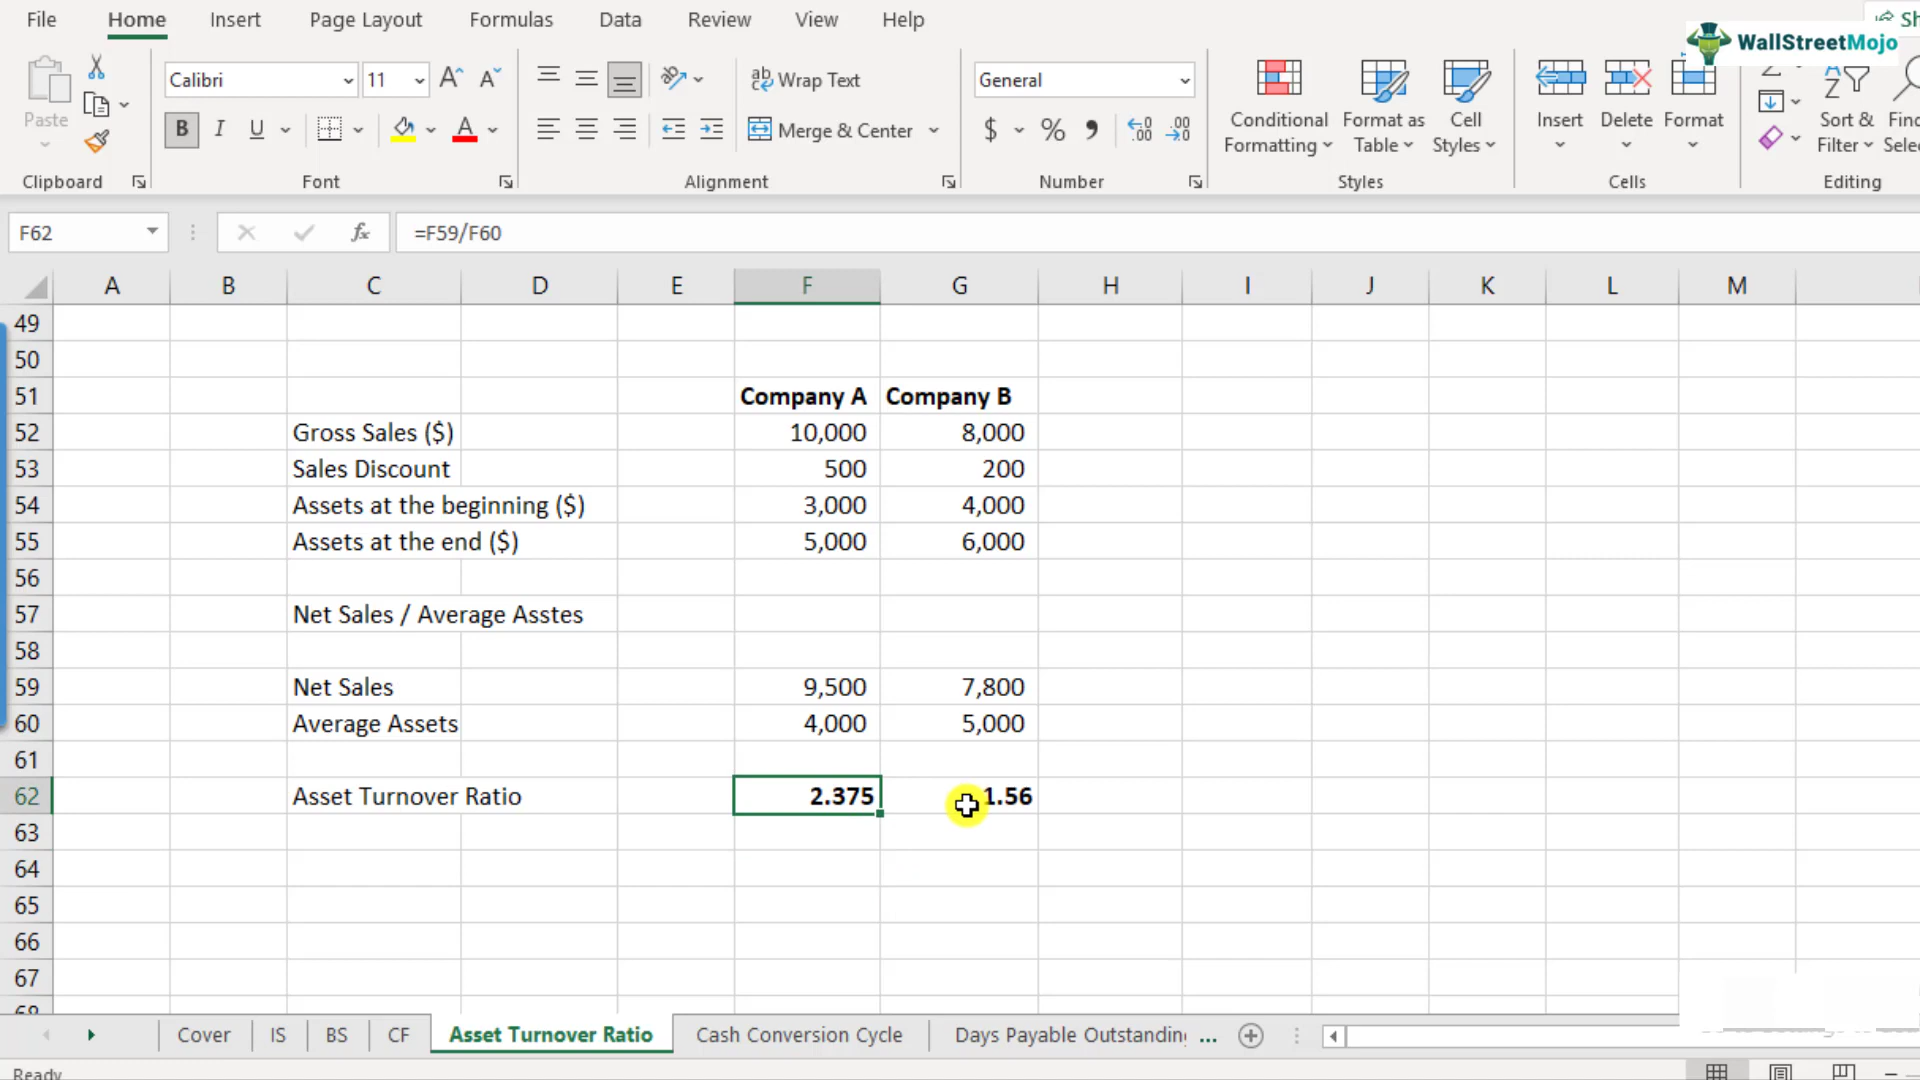 File Home Insert Page Layout Formulas Data Review View Help
WallStreetMojo
Paste
Calibri 11
Wrap Text
General
B I U
A
Merge & Center
$ % ,
Conditional Formatting
Format as Table
Cell Styles
Insert
Delete
Format
Sort & Filter
Clipboard Font Alignment Number Styles Cells Editing
F62 fx =F59/F60
A B C D E F G H I J K L M
49
50
51 Company A Company B
52 Gross Sales ($) 10,000 8,000
53 Sales Discount 500 200
54 Assets at the beginning ($) 3,000 4,000
55 Assets at the end ($) 5,000 6,000
56
57 Net Sales / Average Asstes
58
59 Net Sales 9,500 7,800
60 Average Assets 4,000 5,000
61
62 Asset Turnover Ratio 2.375 1.56
63
64
65
66
67
68
Cover IS BS CF Asset Turnover Ratio Cash Conversion Cycle Days Payable Outstanding ...
Ready